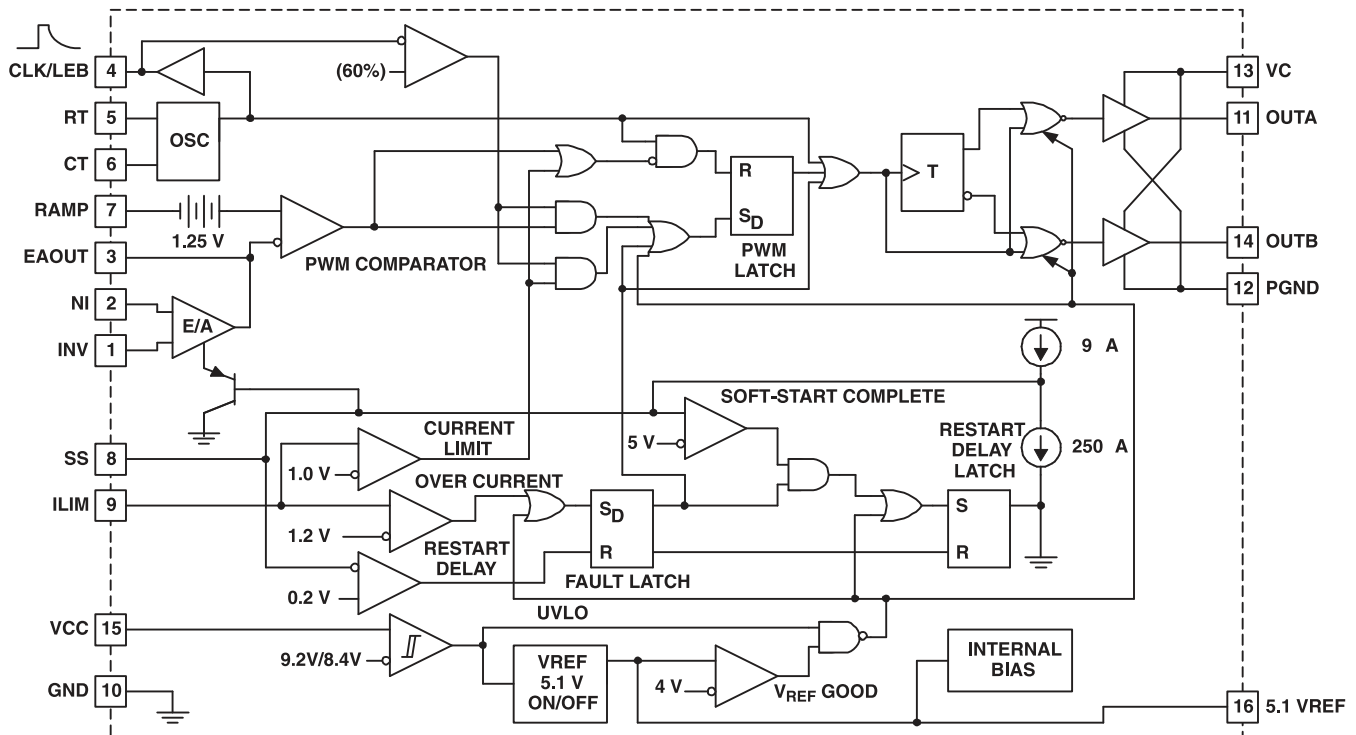 CLK/LEB 4
(60%)
13 VC
RT 5
OSC
11 OUTA
CT 6
R
T
RAMP 7
1.25 V
SD
PWM COMPARATOR
PWM
LATCH
14 OUTB
EAOUT 3
NI 2
E/A
12 PGND
INV 1
9 A
SOFT-START COMPLETE
CURRENT
LIMIT
5 V
RESTART
DELAY
LATCH
250 A
SS 8
1.0 V
ILIM 9
OVER CURRENT
SD
S
1.2 V
RESTART
DELAY
R
R
FAULT LATCH
0.2 V
UVLO
VCC 15
9.2V/8.4V
VREF
5.1 V
ON/OFF
4 V
VREF GOOD
INTERNAL
BIAS
GND 10
16 5.1 VREF